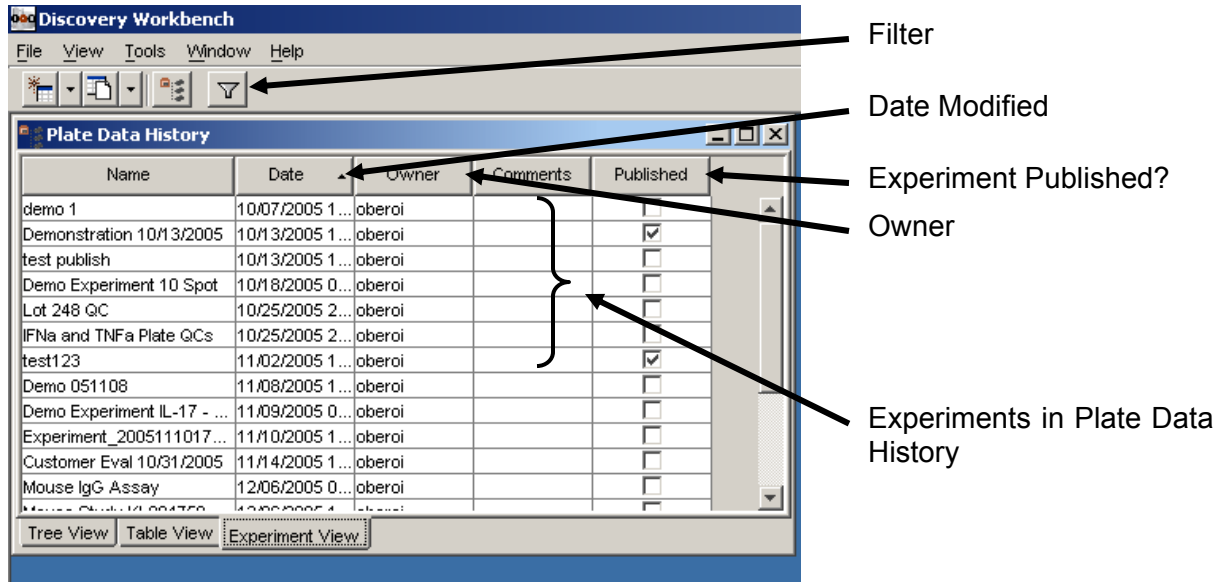 Discovery Workbench
File View Tools Window Help
Filter
Date Modified
Experiment Published?
Owner
Experiments in Plate Data
History
Plate Data History
Name Date Owner Comments Published
demo 1 10/07/2005 1... oberoi
Demonstration 10/13/2005 10/13/2005 1... oberoi
test publish 10/13/2005 1... oberoi
Demo Experiment 10 Spot 10/18/2005 0... oberoi
Lot 248 QC 10/25/2005 2... oberoi
IFNa and TNFa Plate QCs 10/25/2005 2... oberoi
test123 11/02/2005 1... oberoi
Demo 051108 11/08/2005 1... oberoi
Demo Experiment IL-17 - ... 11/09/2005 0... oberoi
Experiment_2005111017... 11/10/2005 1... oberoi
Customer Eval 10/31/2005 11/14/2005 1... oberoi
Mouse IgG Assay 12/06/2005 0... oberoi
Tree View Table View Experiment View